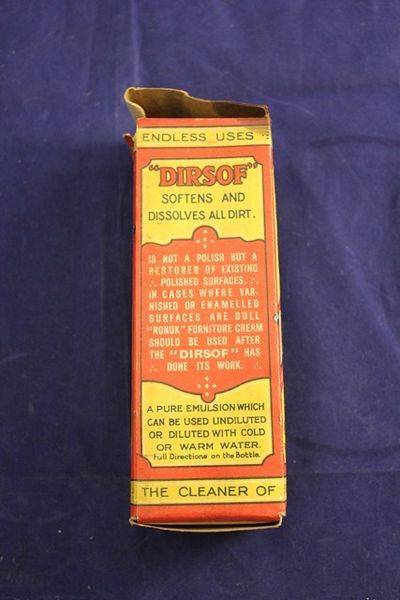 ENDLESS USES
"DIRSOF"
SOFTENS AND
DISSOLVES ALL DIRT.
IS NOT A POLISH BUT A
RESTORER OF EXISTING
∴ POLISHED SURFACES. ∴
IN CASES WHERE VAR-
NISHED OR ENAMELLED
SURFACES ARE DULL
"RONUK" FURNITURE CREAM
SHOULD BE USED AFTER
THE "DIRSOF" HAS
∴ DONE ITS WORK. ∴
A PURE EMULSION WHICH
CAN BE USED UNDILUTED
OR DILUTED WITH COLD
OR WARM WATER.
Full Directions on the Bottle.
THE CLEANER OF